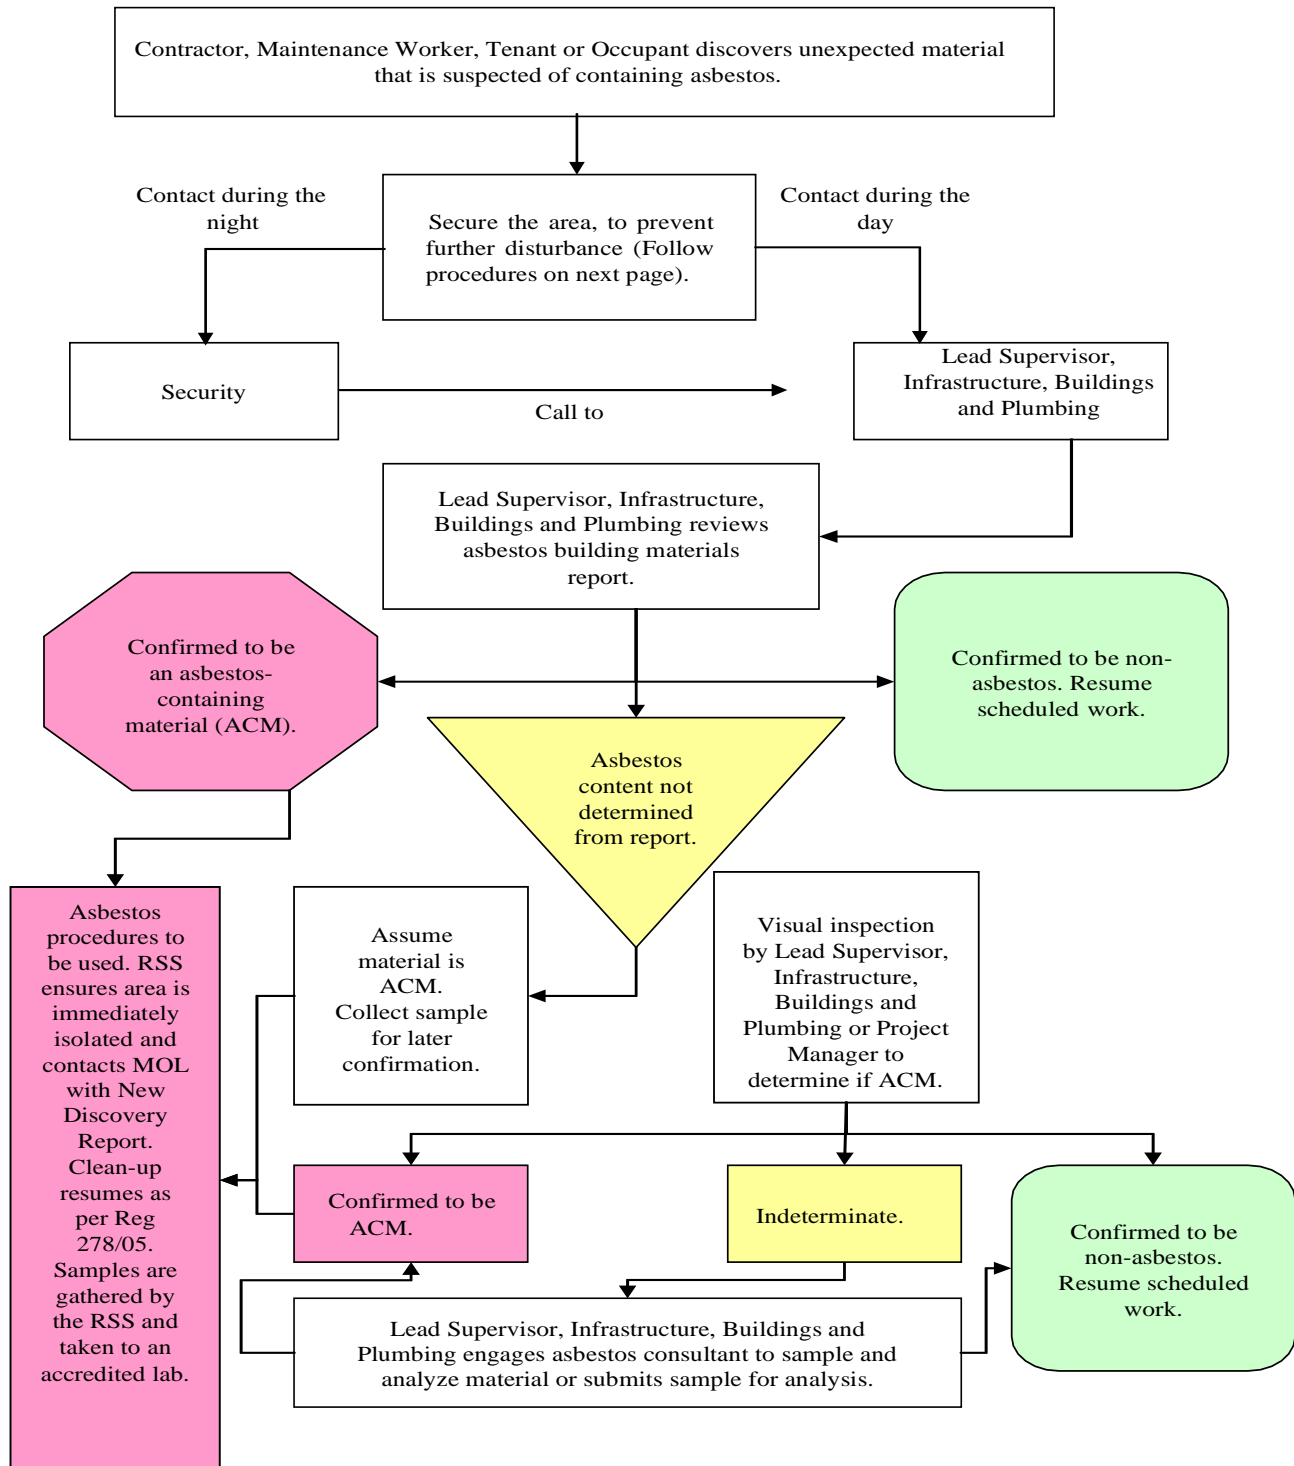 Contractor, Maintenance Worker, Tenant or Occupant discovers unexpected material
that is suspected of containing asbestos.
Contact during the
night
Secure the area, to prevent
further disturbance (Follow
procedures on next page).
Contact during the
day
Security
Call to
Lead Supervisor,
Infrastructure, Buildings
and Plumbing
Lead Supervisor, Infrastructure,
Buildings and Plumbing reviews
asbestos building materials
report.
Confirmed to be
an asbestos-
containing
material (ACM).
Confirmed to be non-
asbestos. Resume
scheduled work.
Asbestos
content not
determined
from report.
Asbestos
procedures to
be used. RSS
ensures area is
immediately
isolated and
contacts MOL
with New
Discovery
Report.
Clean-up
resumes as
per Reg
278/05.
Samples are
gathered by
the RSS and
taken to an
accredited lab.
Assume
material is
ACM.
Collect sample
for later
confirmation.
Visual inspection
by Lead Supervisor,
Infrastructure,
Buildings and
Plumbing or Project
Manager to
determine if ACM.
Confirmed to be
ACM.
Indeterminate.
Confirmed to be
non-asbestos.
Resume scheduled
work.
Lead Supervisor, Infrastructure, Buildings and
Plumbing engages asbestos consultant to sample and
analyze material or submits sample for analysis.